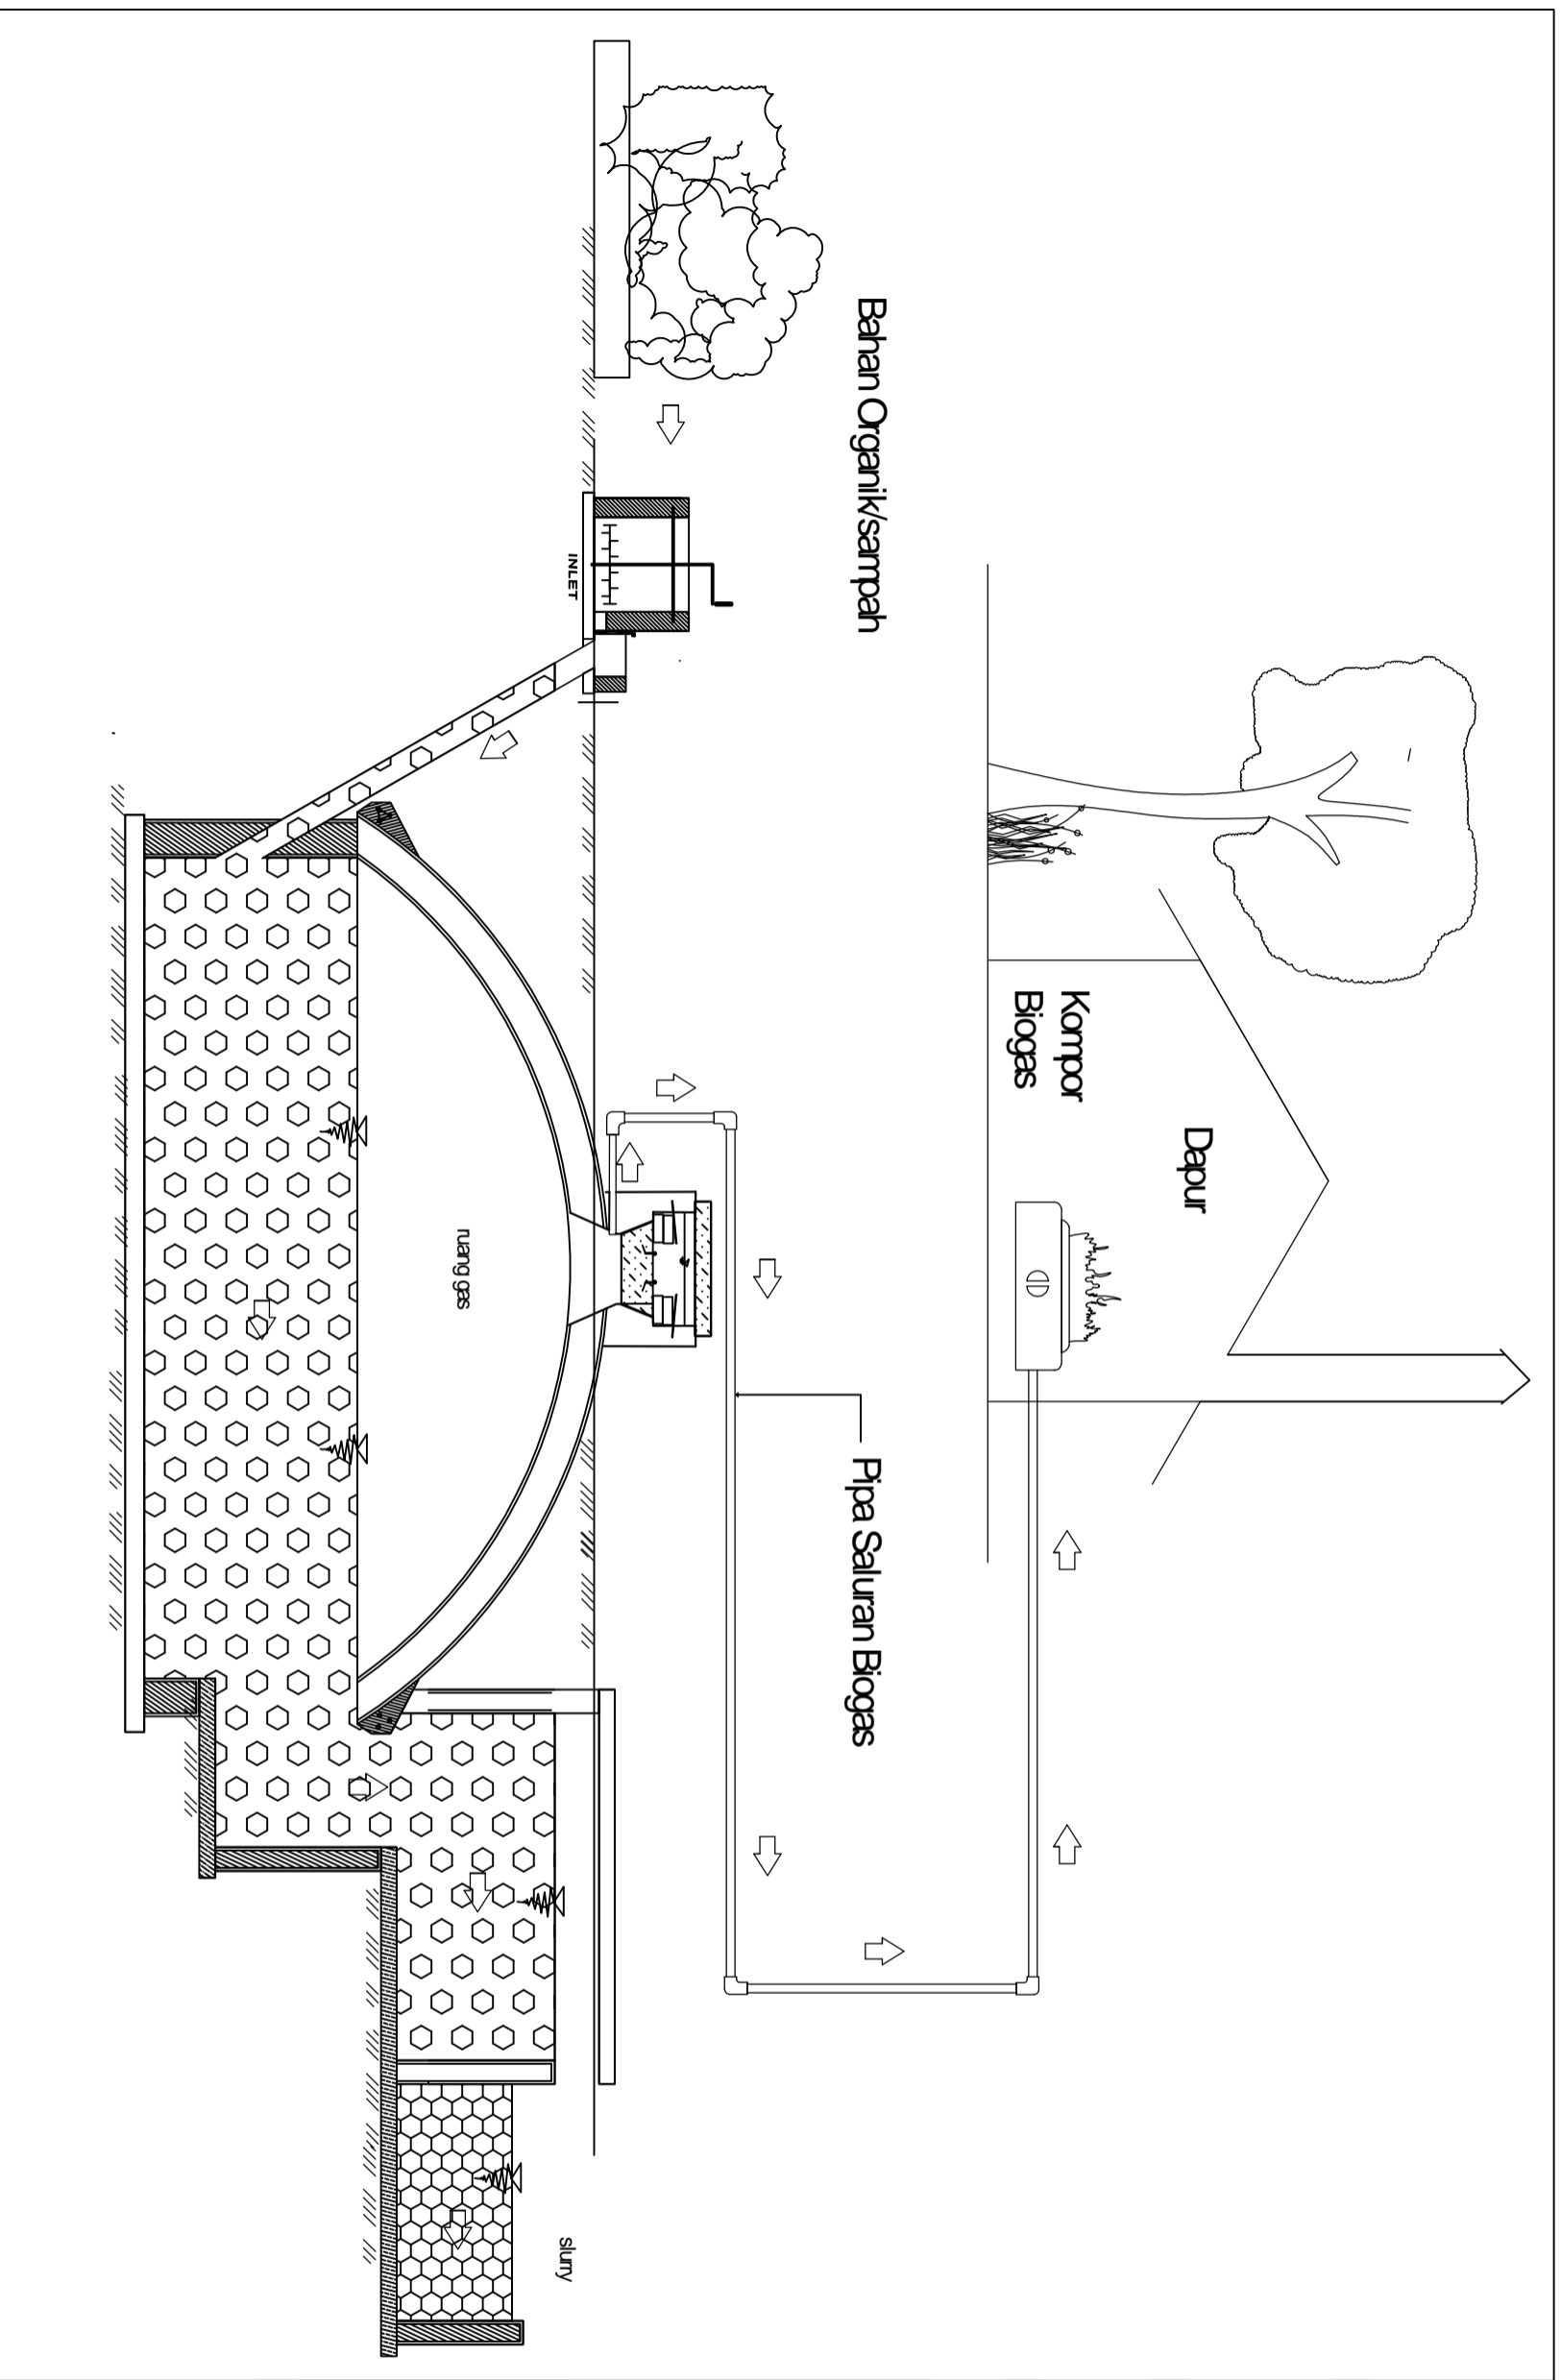 Dapur
Kompor
Biogas
Bahan Organik/sampah
Pipa Saluran Biogas
INLET
slurry
ruang gas